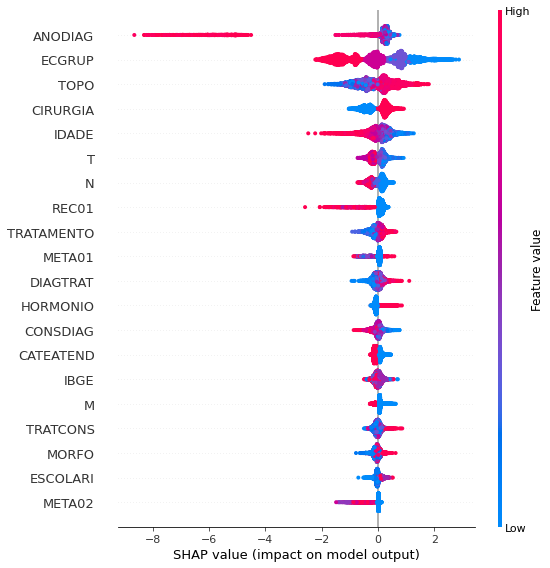 High
ANODIAG
ECGRUP
TOPO
CIRURGIA
IDADE
T
N
REC01
TRATAMENTO
META01
DIAGTRAT
HORMONIO
CONSDIAG
CATEATEND
IBGE
M
TRATCONS
MORFO
ESCOLARI
META02
Feature value
Low
−8 −6 −4 −2 0 2
SHAP value (impact on model output)